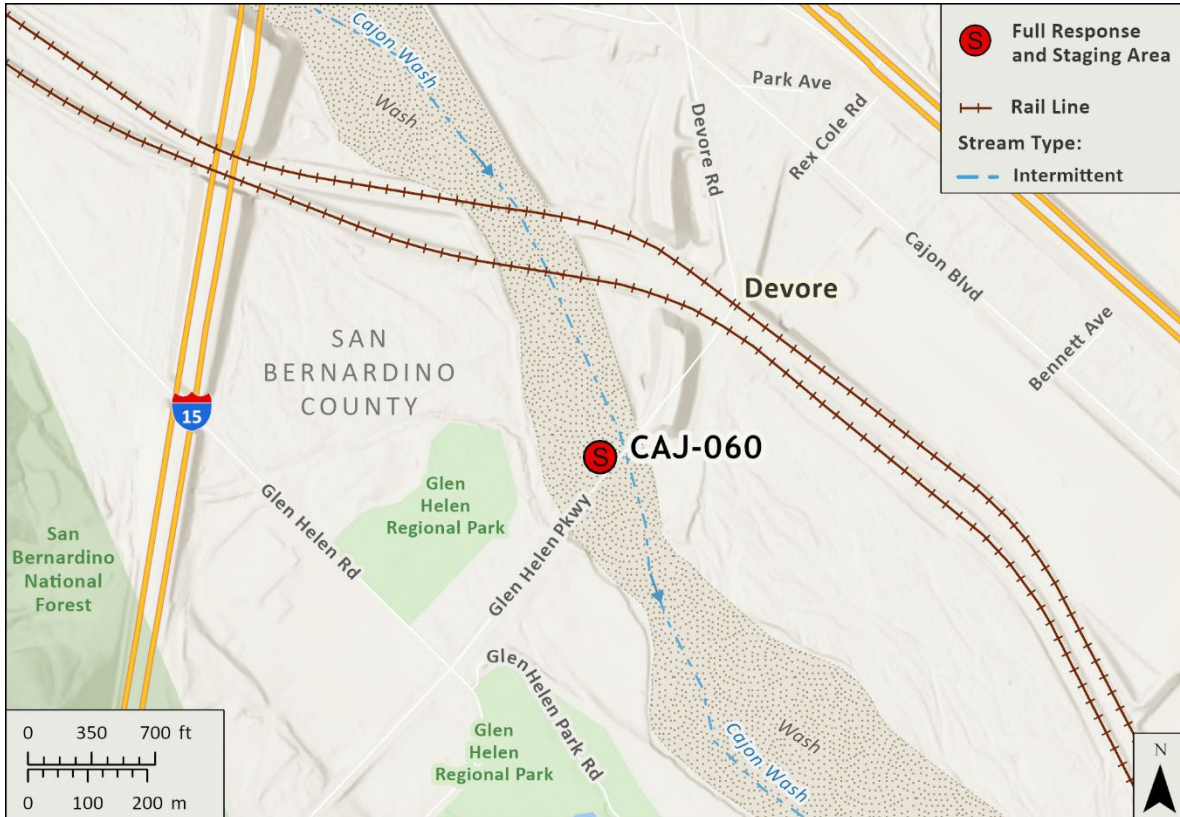 Cajon Wash
Wash
Park Ave
Devore Rd
Rex Cole Rd
Cajon Blvd
Bennett Ave
Devore
S
Full Response
and Staging Area
Rail Line
Stream Type:
Intermittent
SAN
BERNARDINO
COUNTY
15
S
CAJ-060
Glen
Helen
Regional Park
Glen Helen Rd
Glen Helen Pkwy
San
Bernardino
National
Forest
Glen Helen Park Rd
Glen
Helen
Regional Park
Wash
Cajon Wash
0 350 700 ft
0 100 200 m
N